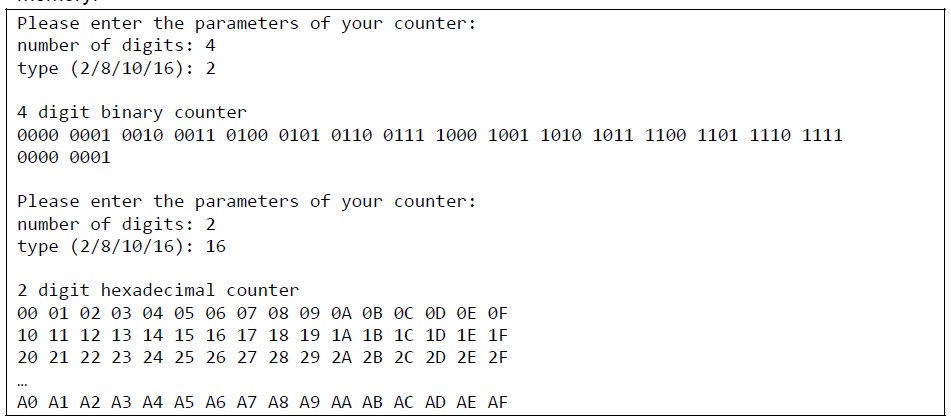 memory.
Please enter the parameters of your counter:
number of digits: 4
type (2/8/10/16): 2
4 digit binary counter
0000 0001 0010 0011 0100 0101 0110 0111 1000 1001 1010 1011 1100 1101 1110 1111
0000 0001
Please enter the parameters of your counter:
number of digits: 2
type (2/8/10/16): 16
2 digit hexadecimal counter
00 01 02 03 04 05 06 07 08 09 0A 0B 0C 0D 0E 0F
10 11 12 13 14 15 16 17 18 19 1A 1B 1C 1D 1E 1F
20 21 22 23 24 25 26 27 28 29 2A 2B 2C 2D 2E 2F
…
A0 A1 A2 A3 A4 A5 A6 A7 A8 A9 AA AB AC AD AE AF